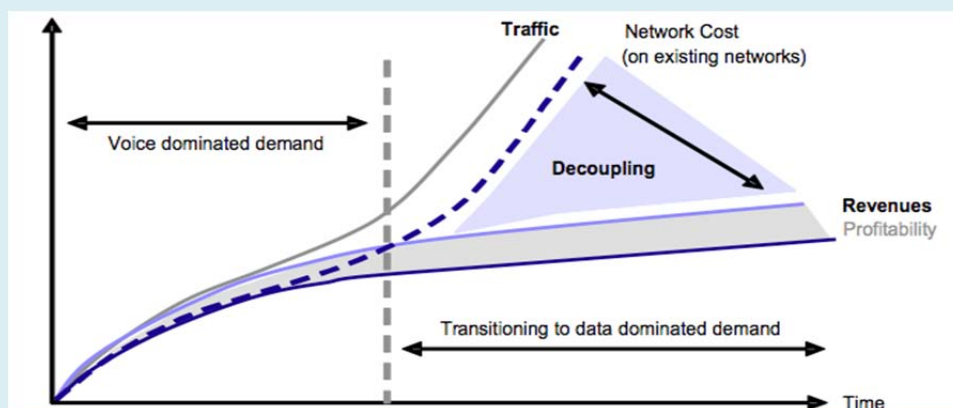 Traffic
Network Cost
(on existing networks)
Voice dominated demand
Decoupling
Revenues
Profitability
Transitioning to data dominated demand
Time